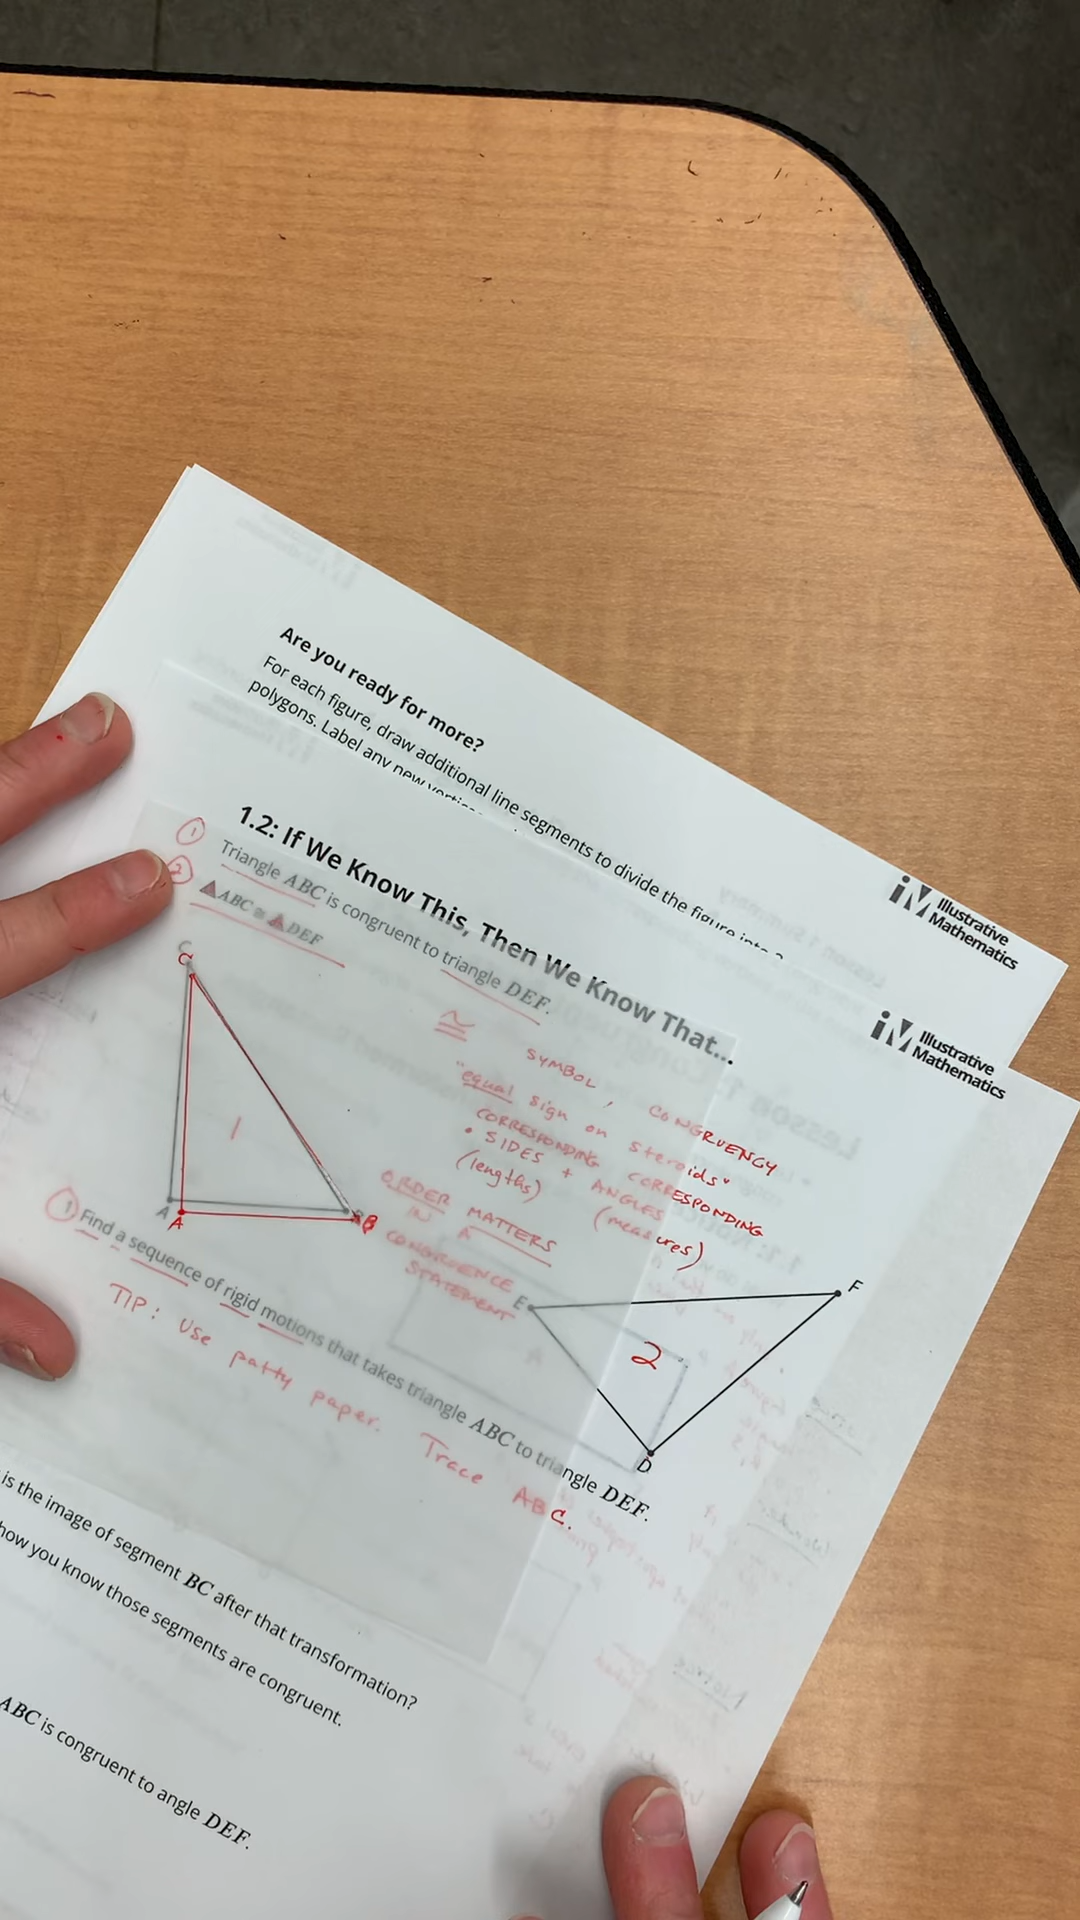 Are you ready for more?
For each figure, draw additional line segments to divide the figure into
polygons. Label any new
Illustrative
Mathematics
1.2: If We Know This, Then We Know That...
Illustrative
Mathematics
① Triangle ABC is congruent to triangle DEF.
② ▲ABC ≅ ▲DEF
≅ SYMBOL, CONGRUENCY
"equal sign on steroids"
CORRESPONDING CORRESPONDING
• SIDES + ANGLES
(lengths) (measures)
ORDER MATTERS
IN A
CONGRUENCE
STATEMENT
C
C
1
A
A
B
B
E
F
2
D
① Find a sequence of rigid motions that takes triangle ABC to triangle DEF.
TIP: Use patty paper. Trace ABC.
is the image of segment BC after that transformation?
how you know those segments are congruent.
ABC is congruent to angle DEF.